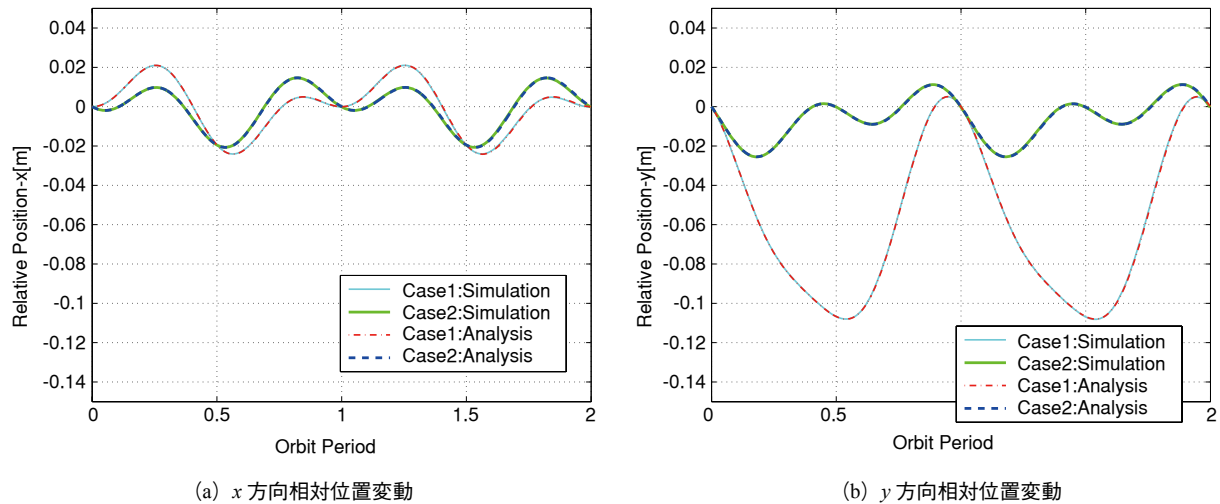 0.04
0.02
0
-0.02
-0.04
-0.06
-0.08
-0.1
-0.12
-0.14
Relative Position-x[m]
Case1:Simulation
Case2:Simulation
Case1:Analysis
Case2:Analysis
0 0.5 1 1.5 2
Orbit Period
(a) x 方向相対位置変動
0.04
0.02
0
-0.02
-0.04
-0.06
-0.08
-0.1
-0.12
-0.14
Relative Position-y[m]
Case1:Simulation
Case2:Simulation
Case1:Analysis
Case2:Analysis
0 0.5 1 2
Orbit Period
(b) y 方向相対位置変動